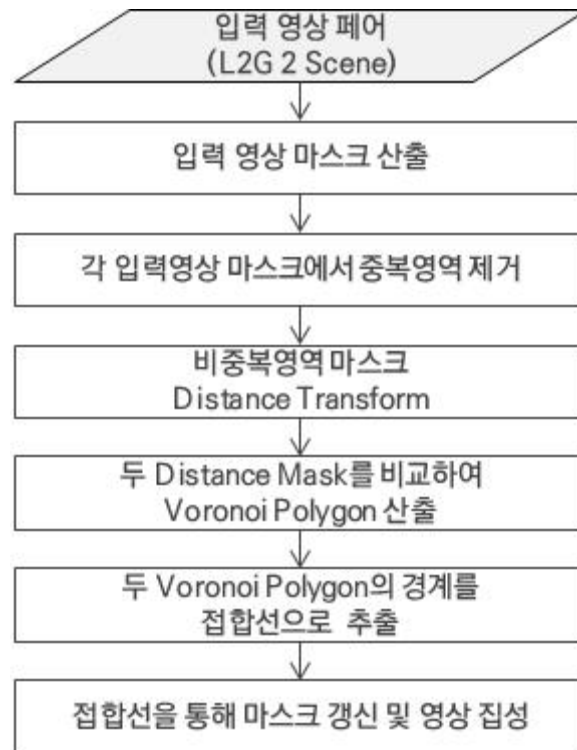 입력 영상 페어
(L2G 2 Scene)
입력 영상 마스크 산출
각 입력영상 마스크에서 중복영역 제거
비중복영역 마스크
Distance Transform
두 Distance Mask를 비교하여
Voronoi Polygon 산출
두 Voronoi Polygon의 경계를
접합선으로 추출
접합선을 통해 마스크 갱신 및 영상 집성